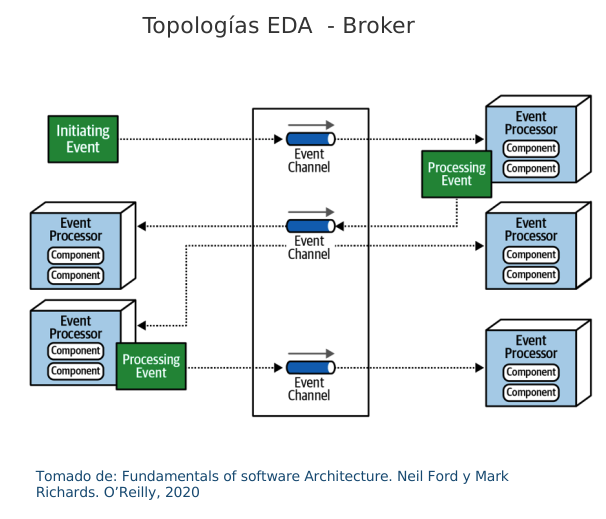 Topologías EDA  - Broker
Initiating
Event
Event
Channel
Event
Processor
Component
Component
Processing
Event
Event
Processor
Component
Component
Event
Channel
Event
Processor
Component
Component
Event
Processor
Component
Component
Processing
Event
Event
Channel
Event
Processor
Component
Component
Tomado de: Fundamentals of software Architecture. Neil Ford y Mark
Richards. O’Reilly, 2020